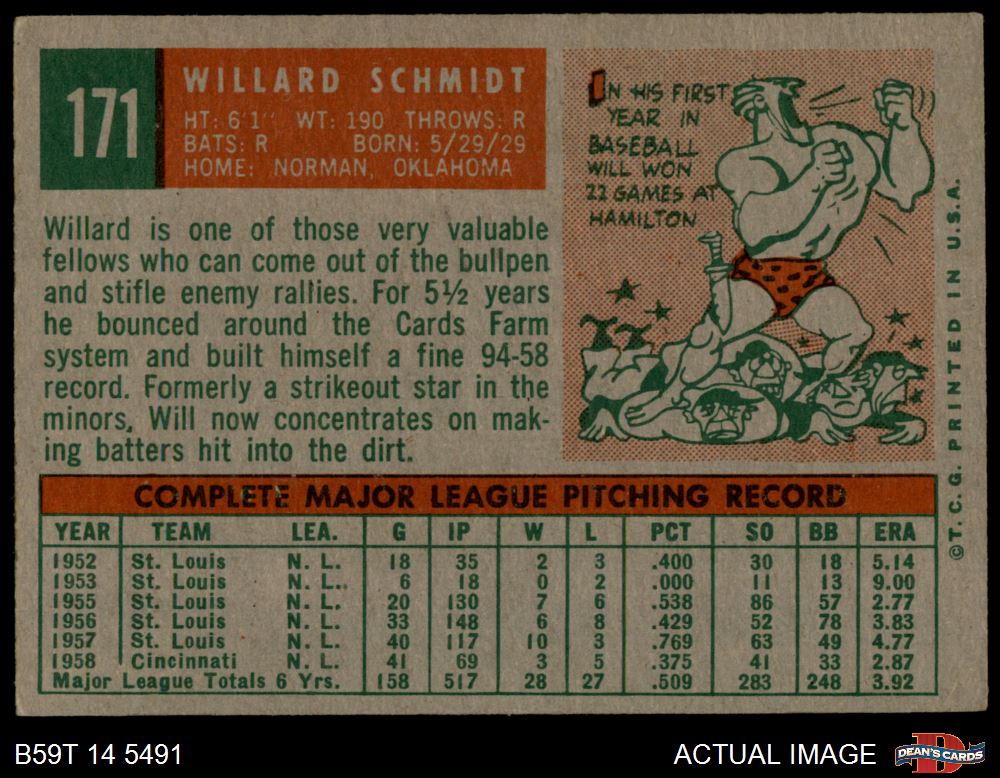 171
WILLARD SCHMIDT
HT: 6'1" WT: 190 THROWS: R
BATS: R BORN: 5/29/29
HOME: NORMAN, OKLAHOMA
IN HIS FIRST
YEAR IN
BASEBALL
WILL WON
22 GAMES AT
HAMILTON
Willard is one of those very valuable
fellows who can come out of the bullpen
and stifle enemy rallies. For 5½ years
he bounced around the Cards Farm
system and built himself a fine 94-58
record. Formerly a strikeout star in the
minors, Will now concentrates on mak-
ing batters hit into the dirt.
COMPLETE MAJOR LEAGUE PITCHING RECORD
YEAR TEAM LEA. G IP W L PCT SO BB ERA
1952 St. Louis N. L. 18 35 2 3 .400 30 18 5.14
1953 St. Louis N. L. 6 18 0 2 .000 11 13 9.00
1955 St. Louis N. L. 20 130 7 6 .538 86 57 2.77
1956 St. Louis N. L. 33 148 6 8 .429 52 78 3.83
1957 St. Louis N. L. 40 117 10 3 .769 63 49 4.77
1958 Cincinnati N. L. 41 69 3 5 .375 41 33 2.87
Major League Totals 6 Yrs. 158 517 28 27 .509 283 248 3.92
©T. C. G. PRINTED IN U.S.A.
B59T 14 5491
ACTUAL IMAGE
D
DEAN'S CARDS